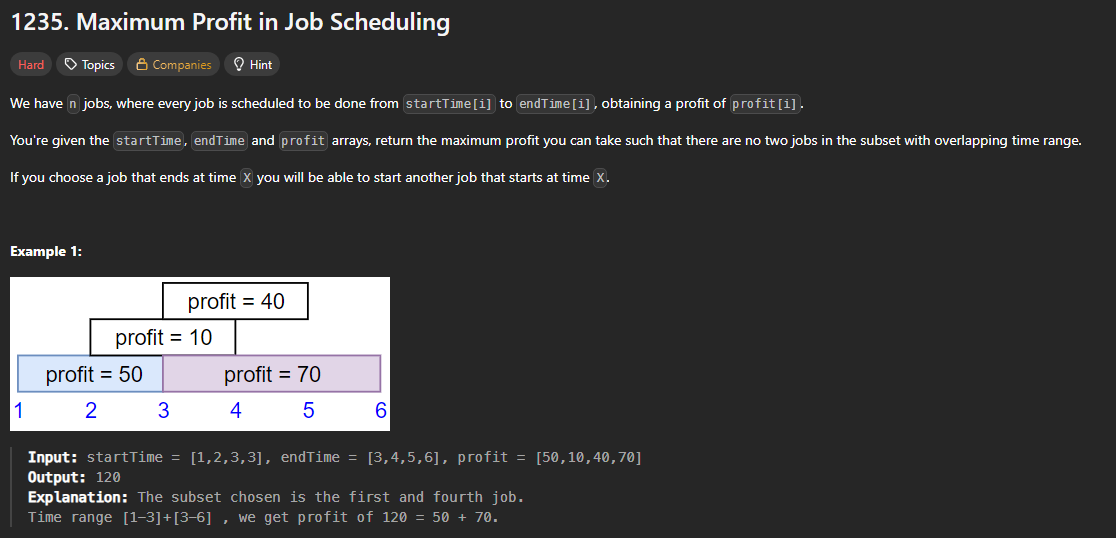 1235. Maximum Profit in Job Scheduling
Hard Topics Companies Hint
We have n jobs, where every job is scheduled to be done from startTime[i] to endTime[i], obtaining a profit of profit[i].
You're given the startTime, endTime and profit arrays, return the maximum profit you can take such that there are no two jobs in the subset with overlapping time range.
If you choose a job that ends at time X you will be able to start another job that starts at time X.
Example 1:
profit = 40
profit = 10
profit = 50 profit = 70
1 2 3 4 5 6
Input: startTime = [1,2,3,3], endTime = [3,4,5,6], profit = [50,10,40,70]
Output: 120
Explanation: The subset chosen is the first and fourth job.
Time range [1-3]+[3-6] , we get profit of 120 = 50 + 70.